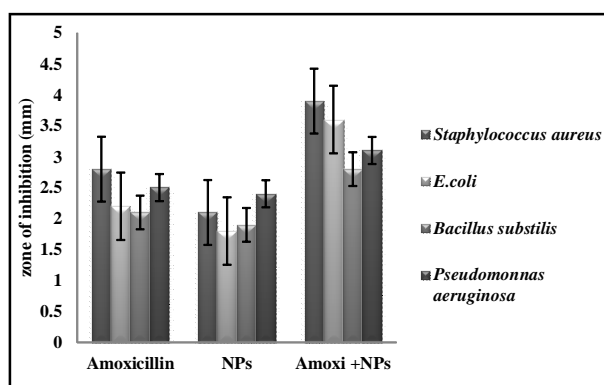 5
4.5
4
3.5
3
2.5
2
1.5
1
0.5
0
zone of inhibition (mm)
Amoxicillin NPs Amoxi +NPs
Staphylococcus aureus
E.coli
Bacillus substilis
Pseudomonnas
aeruginosa